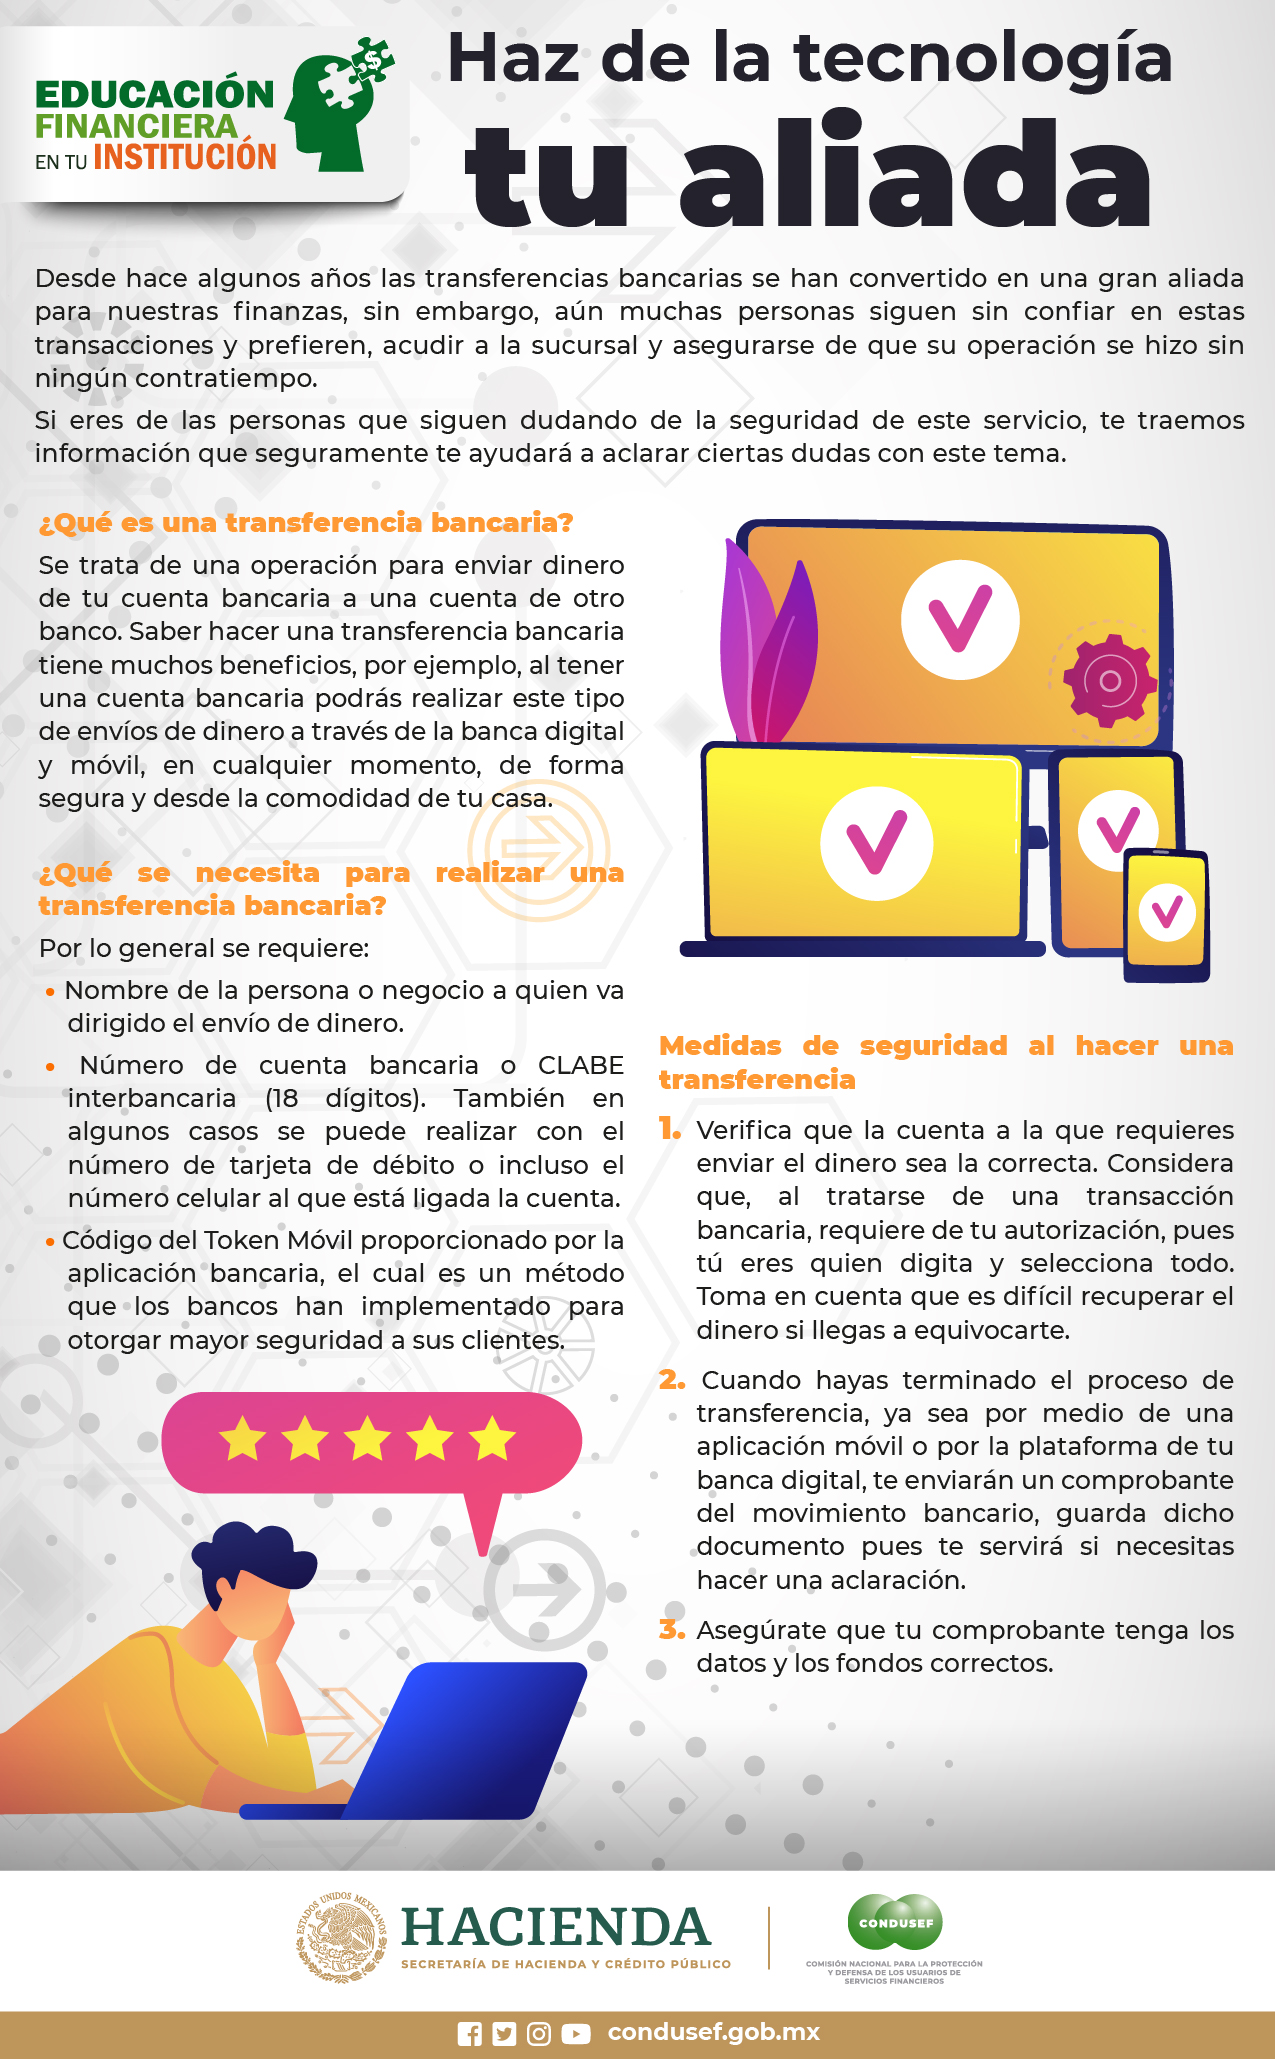 EDUCACIÓN
FINANCIERA
EN TU INSTITUCIÓN
$
Haz de la tecnología
tu aliada
Desde hace algunos años las transferencias bancarias se han convertido en una gran aliada
para nuestras finanzas, sin embargo, aún muchas personas siguen sin confiar en estas
transacciones y prefieren, acudir a la sucursal y asegurarse de que su operación se hizo sin
ningún contratiempo.
Si eres de las personas que siguen dudando de la seguridad de este servicio, te traemos
información que seguramente te ayudará a aclarar ciertas dudas con este tema.
¿Qué es una transferencia bancaria?
Se trata de una operación para enviar dinero
de tu cuenta bancaria a una cuenta de otro
banco. Saber hacer una transferencia bancaria
tiene muchos beneficios, por ejemplo, al tener
una cuenta bancaria podrás realizar este tipo
de envíos de dinero a través de la banca digital
y móvil, en cualquier momento, de forma
segura y desde la comodidad de tu casa.
¿Qué se necesita para realizar una
transferencia bancaria?
Por lo general se requiere:
• Nombre de la persona o negocio a quien va
dirigido el envío de dinero.
• Número de cuenta bancaria o CLABE
interbancaria (18 dígitos). También en
algunos casos se puede realizar con el
número de tarjeta de débito o incluso el
número celular al que está ligada la cuenta.
• Código del Token Móvil proporcionado por la
aplicación bancaria, el cual es un método
que los bancos han implementado para
otorgar mayor seguridad a sus clientes.
Medidas de seguridad al hacer una
transferencia
1. Verifica que la cuenta a la que requieres
enviar el dinero sea la correcta. Considera
que, al tratarse de una transacción
bancaria, requiere de tu autorización, pues
tú eres quien digita y selecciona todo.
Toma en cuenta que es difícil recuperar el
dinero si llegas a equivocarte.
2. Cuando hayas terminado el proceso de
transferencia, ya sea por medio de una
aplicación móvil o por la plataforma de tu
banca digital, te enviarán un comprobante
del movimiento bancario, guarda dicho
documento pues te servirá si necesitas
hacer una aclaración.
3. Asegúrate que tu comprobante tenga los
datos y los fondos correctos.
ESTADOS UNIDOS MEXICANOS
HACIENDA
SECRETARÍA DE HACIENDA Y CRÉDITO PÚBLICO
CONDUSEF
COMISIÓN NACIONAL PARA LA PROTECCIÓN
Y DEFENSA DE LOS USUARIOS DE
SERVICIOS FINANCIEROS
condusef.gob.mx